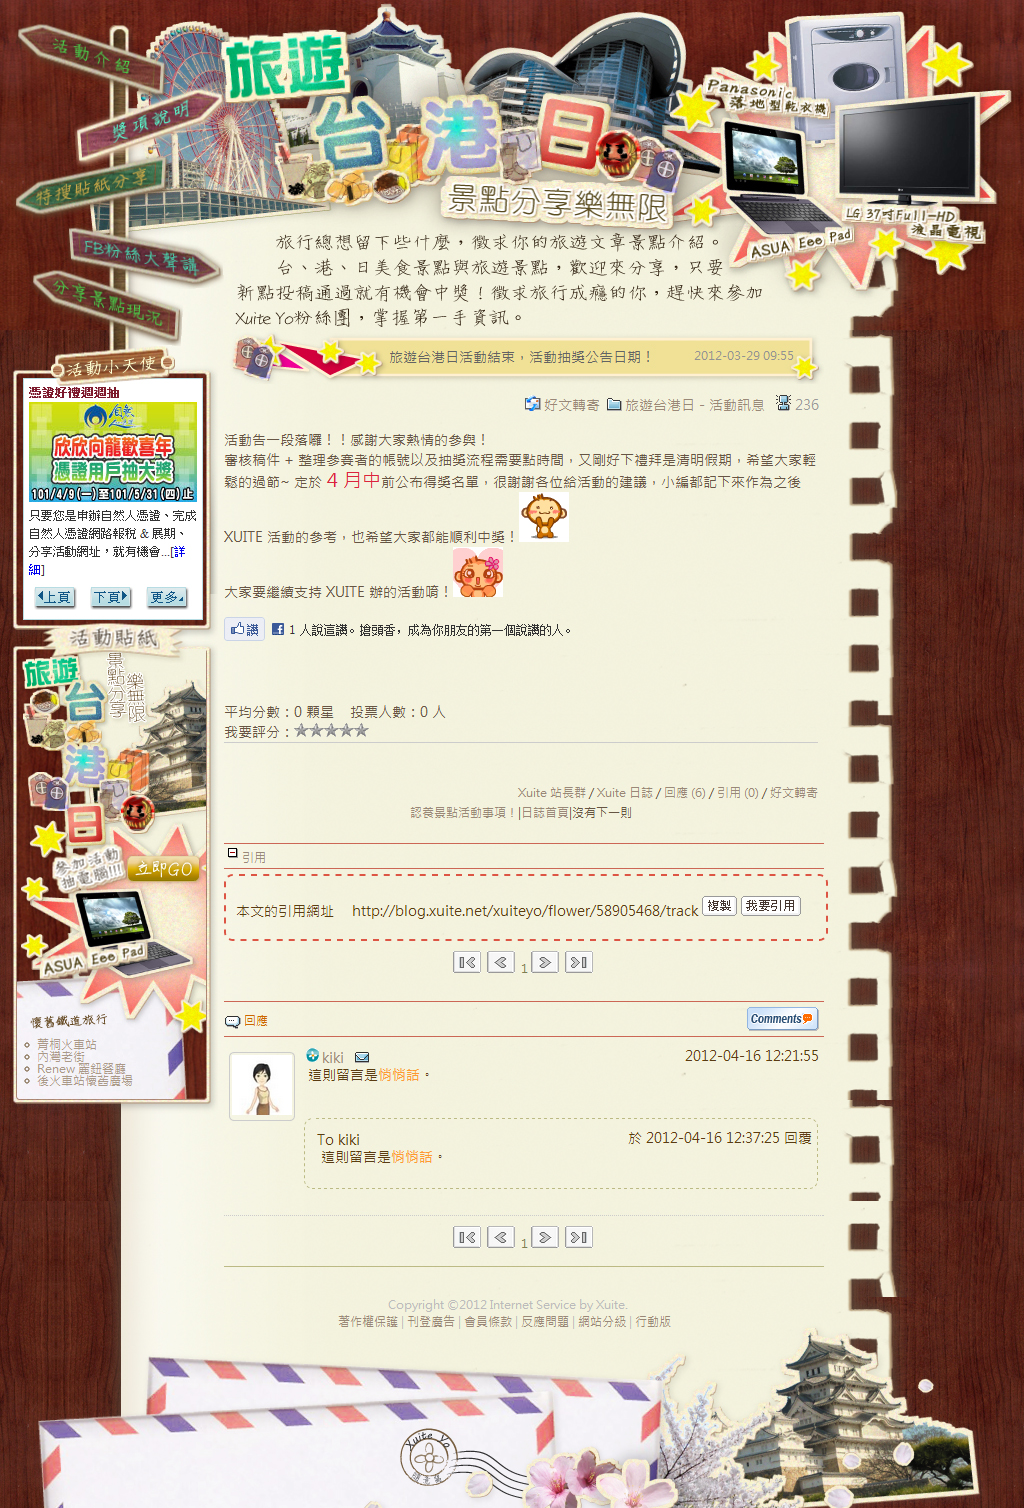 活動介紹
獎項說明
特搜貼紙分享
FB粉絲大聲講
分享景點現況
旅遊
台港日
景點分享樂無限
Panasonic
落地型乾衣機
ASUA Eee Pad
LG 37寸Full-HD
液晶電視
旅行總想留下些什麼，徵求你的旅遊文章景點介紹。
台、港、日美食景點與旅遊景點，歡迎來分享，只要
新點投稿通過就有機會中獎！徵求旅行成癮的你，趕快來參加
Xuite Yo粉絲團，掌握第一手資訊。
旅遊台港日活動結束，活動抽獎公告日期！
2012-03-29 09:55
好文轉寄 旅遊台港日 - 活動訊息 236
活動告一段落囉！！感謝大家熱情的參與！
審核稿件 + 整理參賽者的帳號以及抽獎流程需要點時間，又剛好下禮拜是清明假期，希望大家輕
鬆的過節~ 定於 4 月中前公布得獎名單，很謝謝各位給活動的建議，小編都記下來作為之後
XUITE 活動的參考，也希望大家都能順利中獎！
大家要繼續支持 XUITE 辦的活動唷！
讚 1 人說這讚。搶頭香，成為你朋友的第一個說讚的人。
平均分數：0 顆星 投票人數：0 人
我要評分：
Xuite 站長群 / Xuite 日誌 / 回應 (6) / 引用 (0) / 好文轉寄
認養景點活動事項！|日誌首頁|沒有下一則
引用
本文的引用網址 http://blog.xuite.net/xuiteyo/flower/58905468/track 複製 我要引用
1
回應
Comments
kiki
2012-04-16 12:21:55
這則留言是悄悄話。
To kiki
於 2012-04-16 12:37:25 回覆
這則留言是悄悄話。
1
Copyright ©2012 Internet Service by Xuite.
著作權保護 | 刊登廣告 | 會員條款 | 反應問題 | 網站分級 | 行動版
活動小天使
憑證好禮週週抽
欣欣向龍歡喜年
憑證用戶抽大獎
101/4/9(一)至101/5/31(四)止
只要您是申辦自然人憑證、完成
自然人憑證網路報稅 & 展期、
分享活動網址，就有機會...[詳
細]
上頁
下頁
更多
活動貼紙
旅遊
台港日
景點分享
樂無限
參加活動
抽電腦!!!
立即GO
ASUA Eee Pad
懷舊鐵道旅行
菁桐火車站
內灣老街
Renew 麗鈕餐廳
後火車站懷舊廣場
Xuite Yo